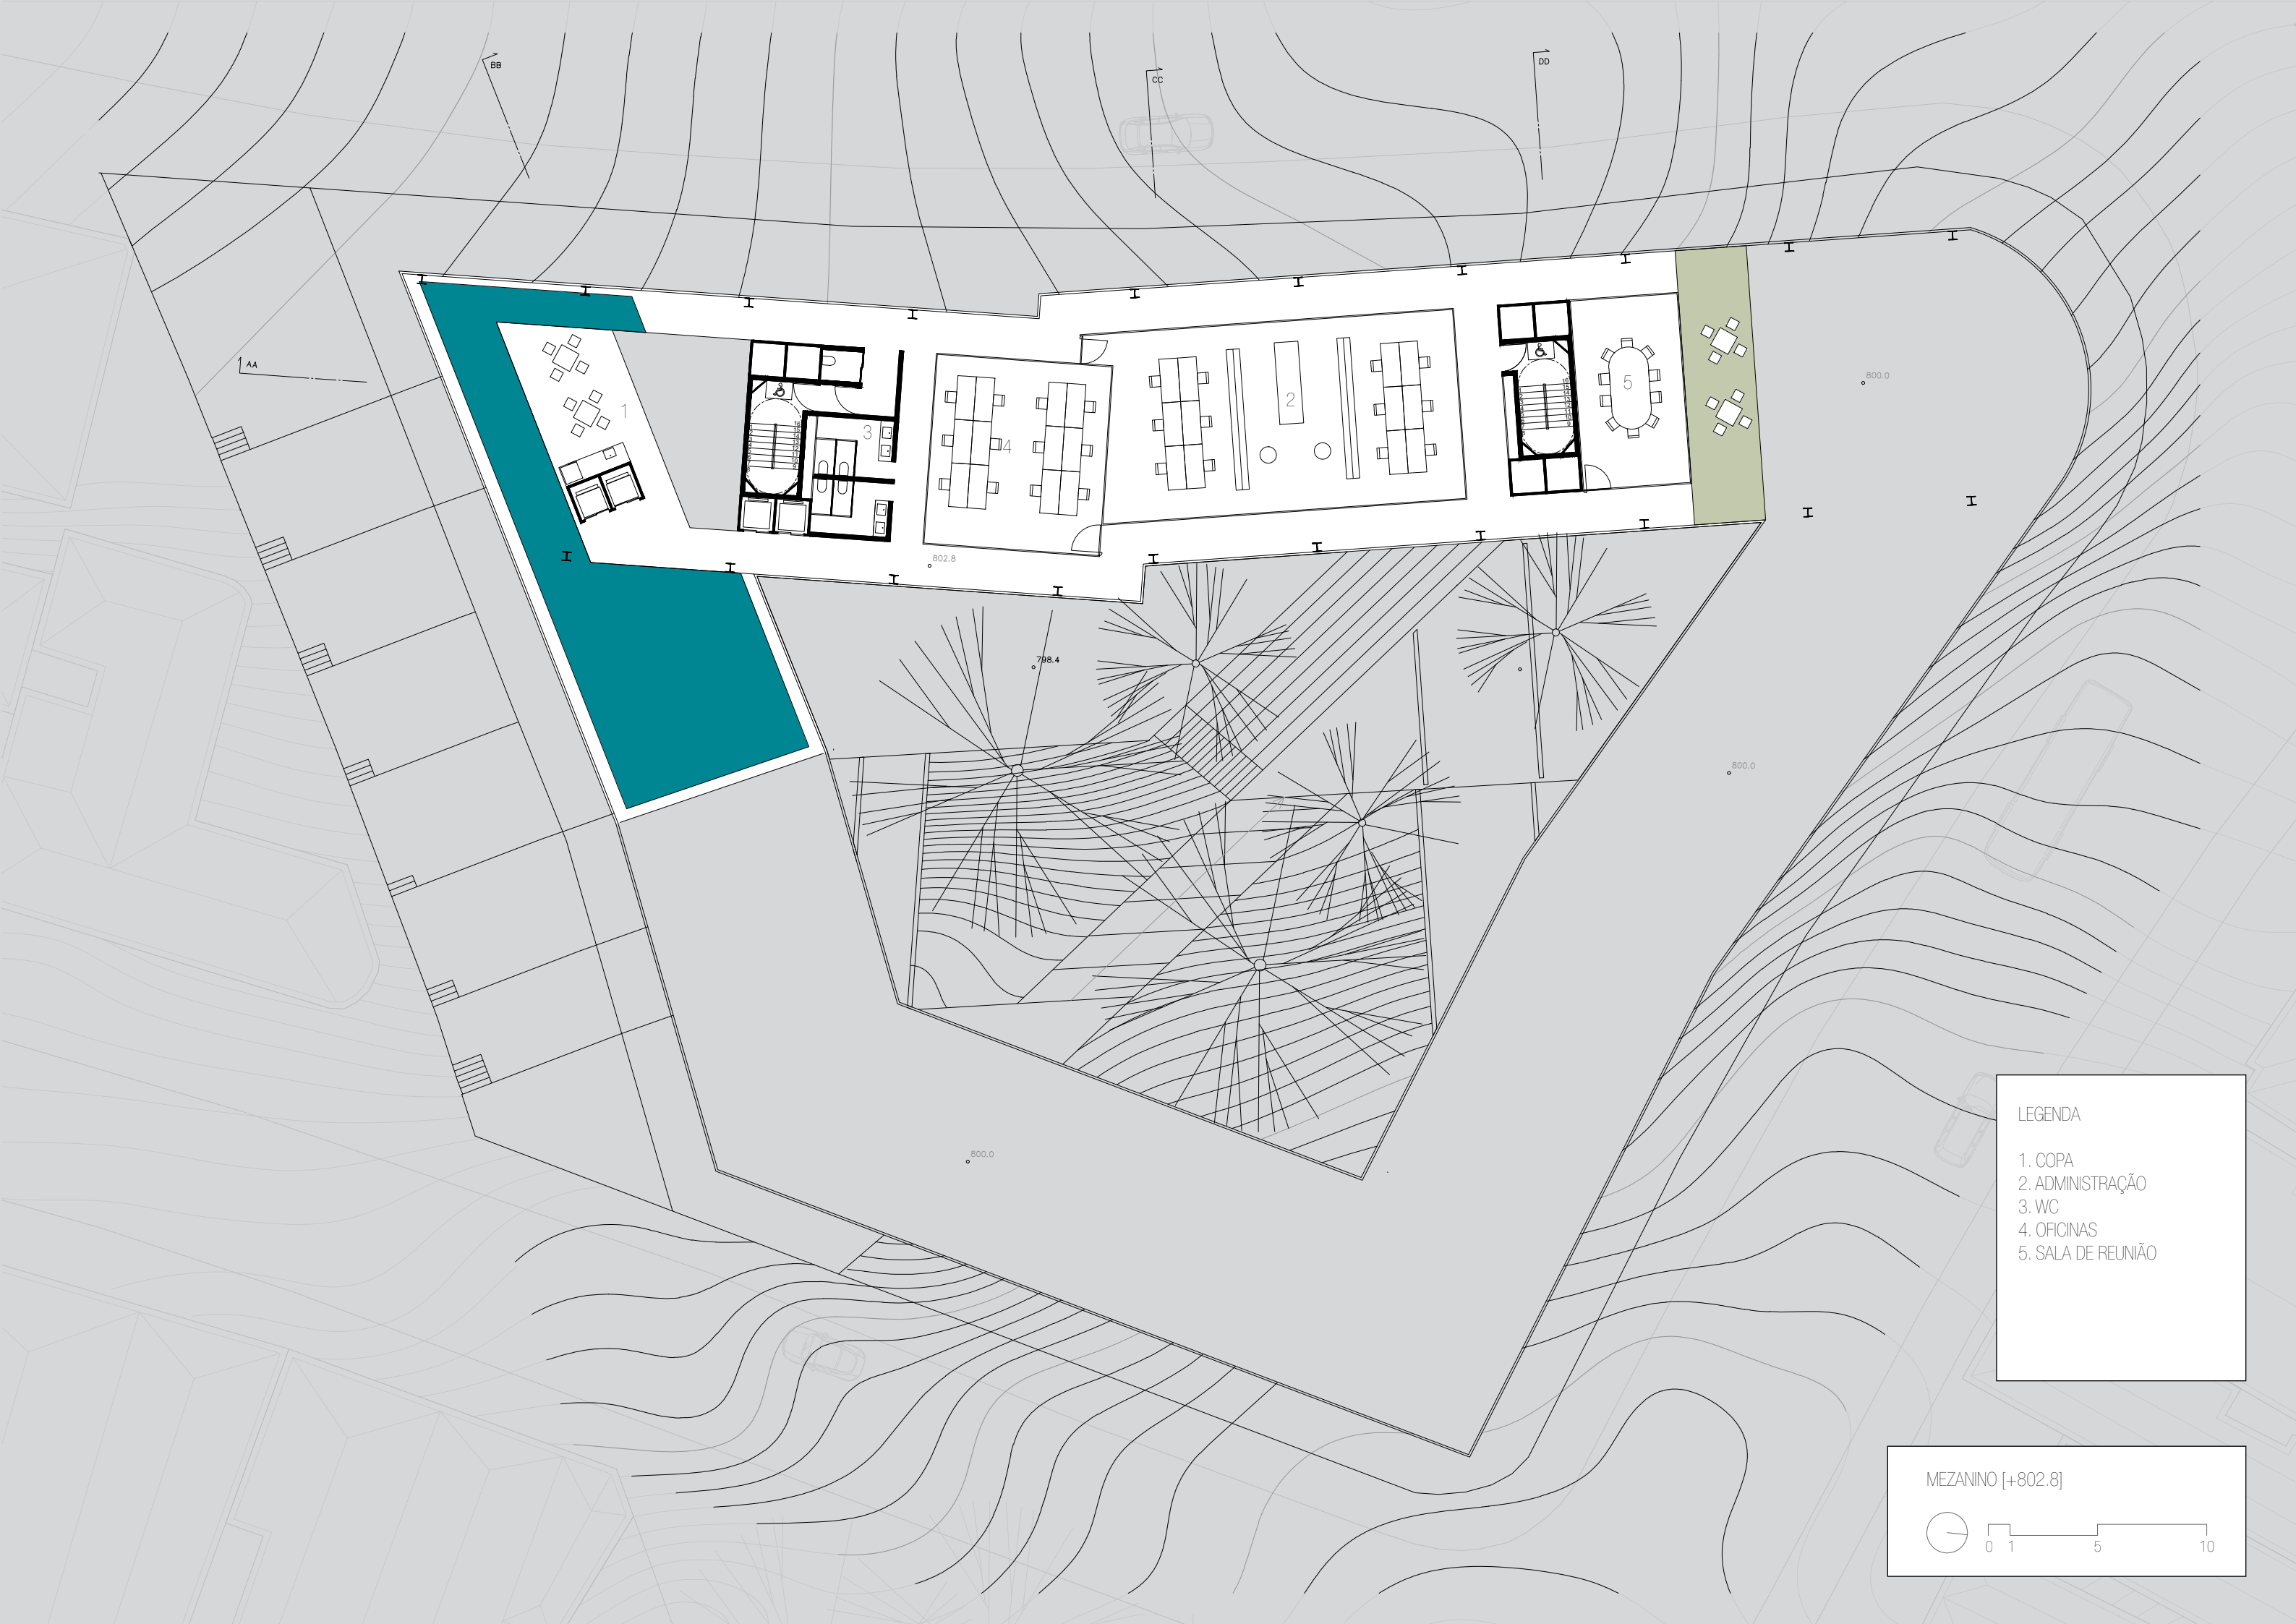 BB
CC
DD
1 AA
1
3
4
2
5
800.0
802.8
798.4
800.0
800.0
LEGENDA
1. COPA
2. ADMINISTRAÇÃO
3. WC
4. OFICINAS
5. SALA DE REUNIÃO
MEZANINO [+802.8]
0 1 5 10